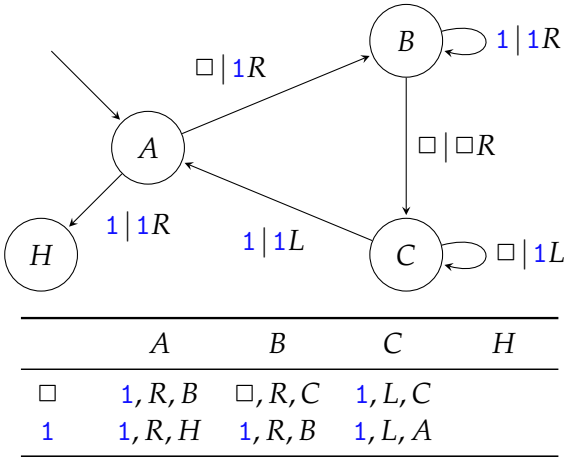 B
1|1R
□|1R
A
□|□R
1|1R
1|1L
H
C
□|1L
A B C H
□ 1, R, B □, R, C 1, L, C
1 1, R, H 1, R, B 1, L, A